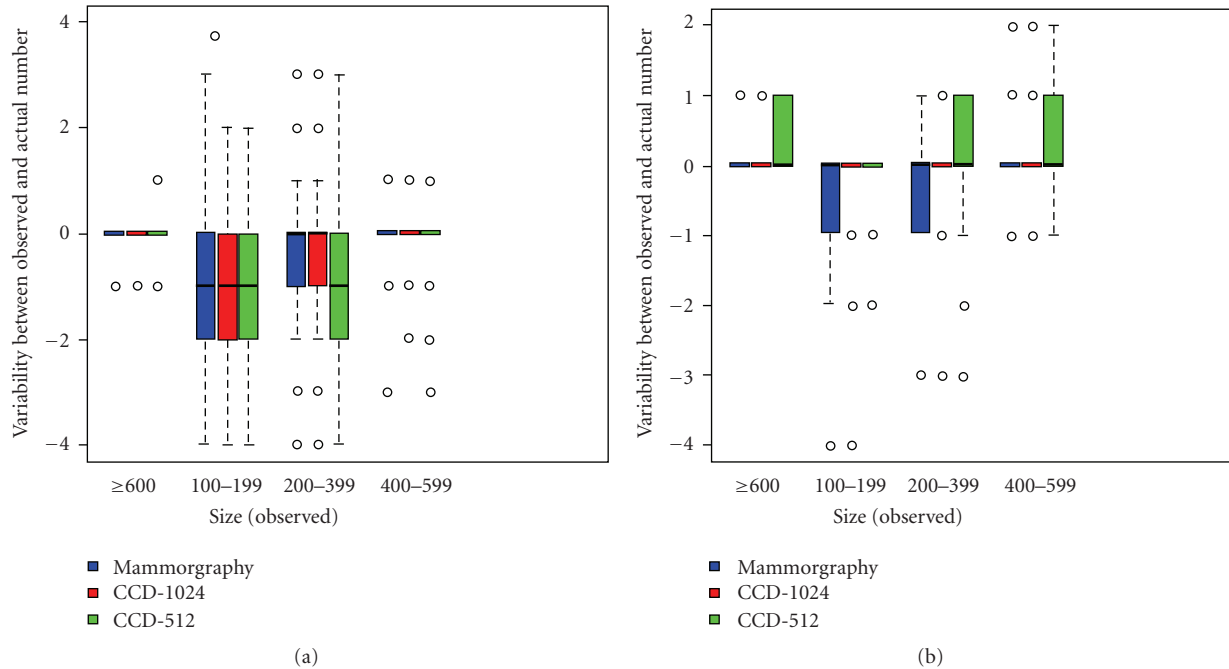 Variability between observed and actual number
4
2
0
−2
−4
≥600 100–199 200–399 400–599
Size (observed)
Mammorgraphy
CCD-1024
CCD-512
(a)
Variability between observed and actual number
2
1
0
−1
−2
−3
−4
≥600 100–199 200–399 400–599
Size (observed)
Mammorgraphy
CCD-1024
CCD-512
(b)